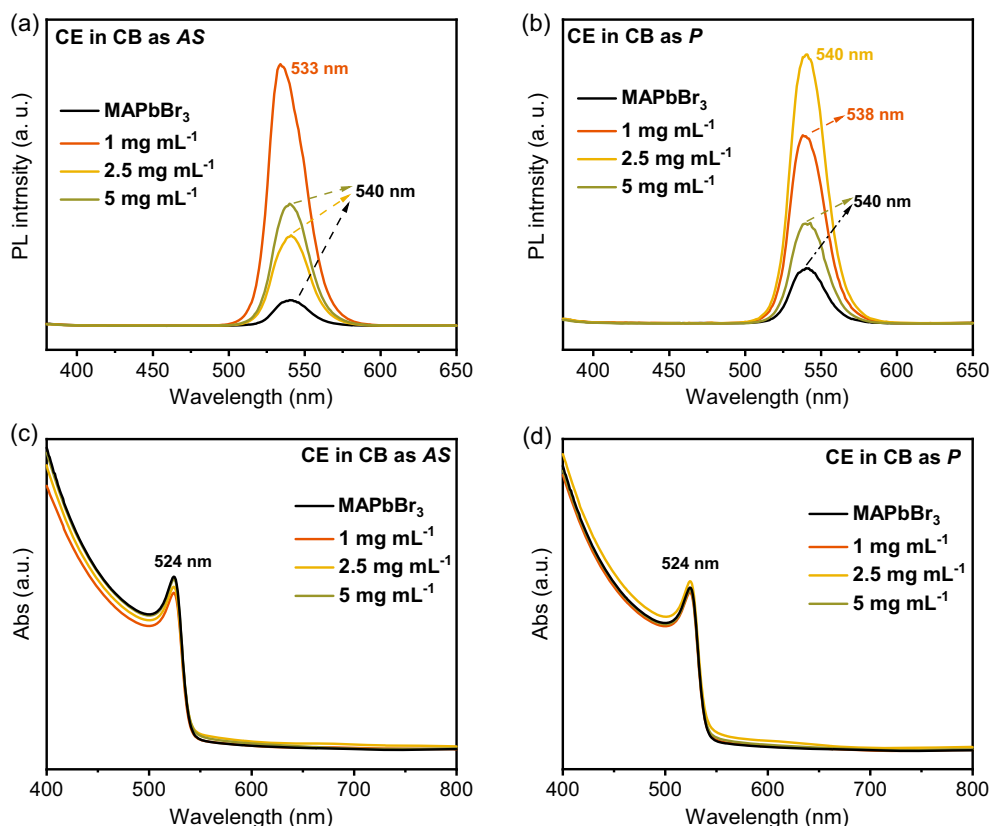 (a)
CE in CB as AS
533 nm
MAPbBr₃
1 mg mL⁻¹
2.5 mg mL⁻¹
5 mg mL⁻¹
540 nm
PL intrnsity (a. u.)
400 450 500 550 600 650
Wavelength (nm)
(b)
CE in CB as P
540 nm
MAPbBr₃
1 mg mL⁻¹
538 nm
2.5 mg mL⁻¹
5 mg mL⁻¹
540 nm
PL intrnsity (a. u.)
400 450 500 550 600 650
Wavelength (nm)
(c)
CE in CB as AS
MAPbBr₃
1 mg mL⁻¹
524 nm
2.5 mg mL⁻¹
5 mg mL⁻¹
Abs (a.u.)
400 500 600 700 800
Wavelength (nm)
(d)
CE in CB as P
MAPbBr₃
1 mg mL⁻¹
524 nm
2.5 mg mL⁻¹
5 mg mL⁻¹
Abs (a.u.)
400 500 600 700 800
Wavelength (nm)